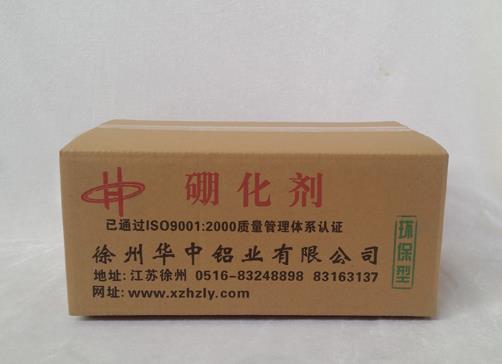 硼化剂
已通过ISO9001:2000质量管理体系认证
徐州华中铝业有限公司
地址:江苏徐州 0516-83248898 83163137
网址:www.xzhzly.com
环保型